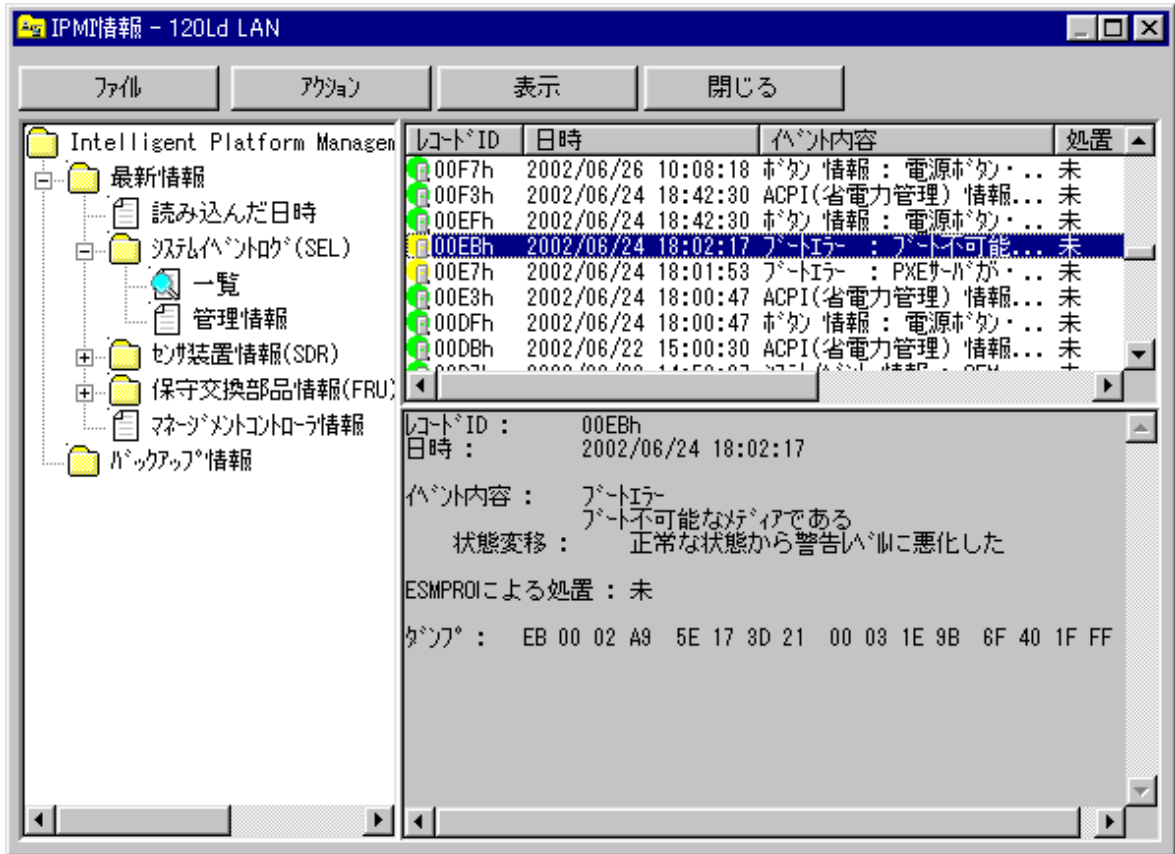 IPMI情報 - 120Ld LAN
ﾌｧｲﾙ
ｱｸｼｮﾝ
表示
閉じる
Intelligent Platform Managem
最新情報
読み込んだ日時
ｼｽﾃﾑｲﾍﾞﾝﾄﾛｸﾞ(SEL)
一覧
管理情報
ｾﾝｻ装置情報(SDR)
保守交換部品情報(FRU)
ﾏﾈｰｼﾞﾒﾝﾄｺﾝﾄﾛｰﾗ情報
ﾊﾞｯｸｱｯﾌﾟ情報
ﾚｺｰﾄﾞID 日時 ｲﾍﾞﾝﾄ内容 処置
00F7h 2002/06/26 10:08:18 ﾎﾞﾀﾝ 情報 : 電源ﾎﾞﾀﾝ・.. 未
00F3h 2002/06/24 18:42:30 ACPI(省電力管理) 情報... 未
00EFh 2002/06/24 18:42:30 ﾎﾞﾀﾝ 情報 : 電源ﾎﾞﾀﾝ・.. 未
00EBh 2002/06/24 18:02:17 ﾌﾞｰﾄｴﾗｰ : ﾌﾞｰﾄ不可能... 未
00E7h 2002/06/24 18:01:53 ﾌﾞｰﾄｴﾗｰ : PXEｻｰﾊﾞが・.. 未
00E3h 2002/06/24 18:00:47 ACPI(省電力管理) 情報... 未
00DFh 2002/06/24 18:00:47 ﾎﾞﾀﾝ 情報 : 電源ﾎﾞﾀﾝ・.. 未
00DBh 2002/06/22 15:00:30 ACPI(省電力管理) 情報... 未
ﾚｺｰﾄﾞID : 00EBh
日時 : 2002/06/24 18:02:17
ｲﾍﾞﾝﾄ内容 : ﾌﾞｰﾄｴﾗｰ
ﾌﾞｰﾄ不可能なﾒﾃﾞｨｱである
状態変移 : 正常な状態から警告ﾚﾍﾞﾙに悪化した
ESMPROによる処置 : 未
ﾀﾞﾝﾌﾟ : EB 00 02 A9 5E 17 3D 21 00 03 1E 9B 6F 40 1F FF